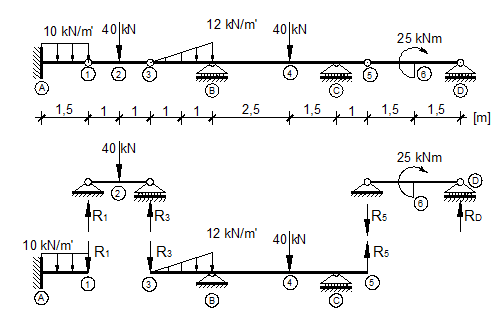 10 kN/m' 40 kN 12 kN/m' 40 kN 25 kNm
A 1 2 3 B 4 C 5 6 D
1,5 1 1 1 1 2,5 1,5 1 1,5 1,5 [m]
40 kN 25 kNm
2 6 D
R1 R3 R5 RD
10 kN/m' R1 R3 12 kN/m' 40 kN R5
A 1 3 B 4 C 5